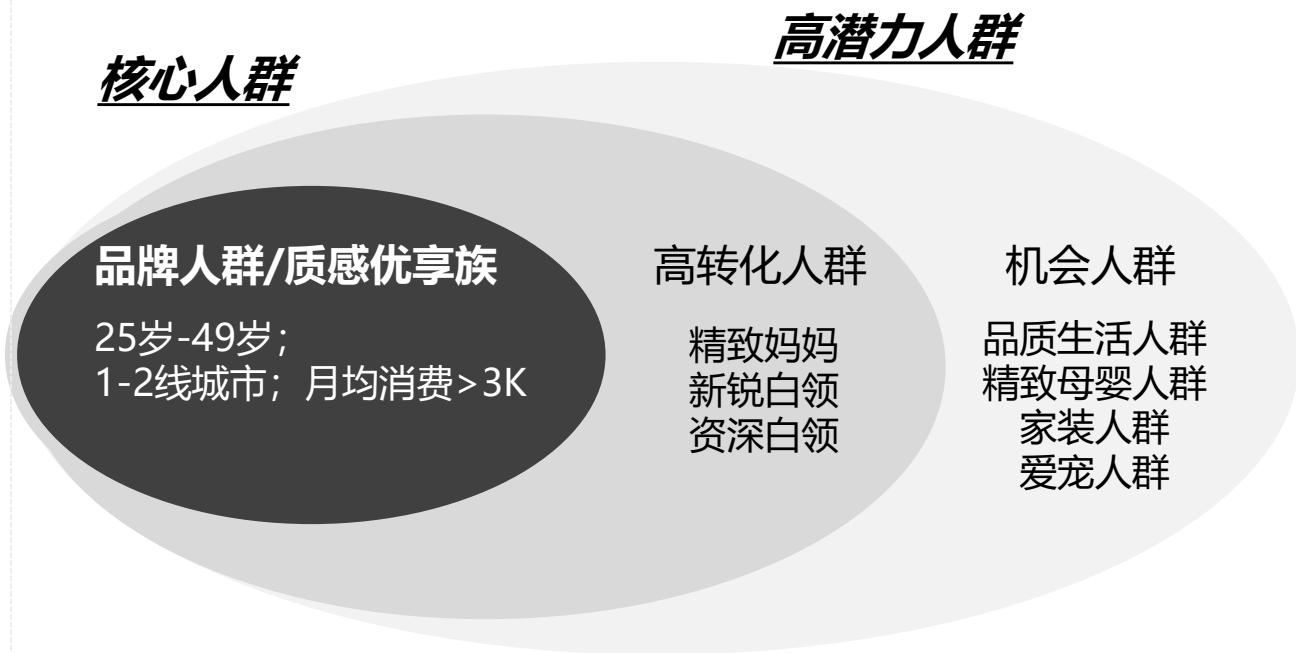 高潜力人群
核心人群
品牌人群/质感优享族
25岁-49岁；
1-2线城市；月均消费>3K
高转化人群
精致妈妈
新锐白领
资深白领
机会人群
品质生活人群
精致母婴人群
家装人群
爱宠人群